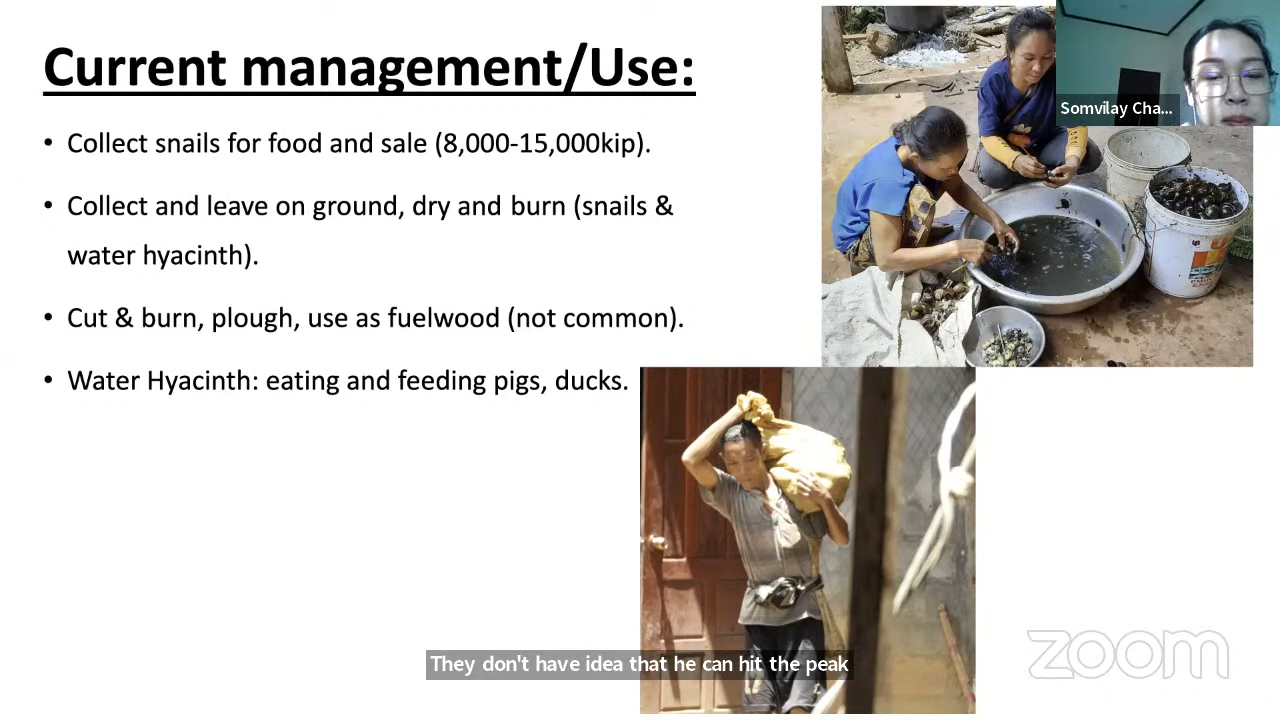 Current management/Use:
• Collect snails for food and sale (8,000-15,000kip).
• Collect and leave on ground, dry and burn (snails &
water hyacinth).
• Cut & burn, plough, use as fuelwood (not common).
• Water Hyacinth: eating and feeding pigs, ducks.
Somvilay Cha...
They don't have idea that he can hit the peak
zoom